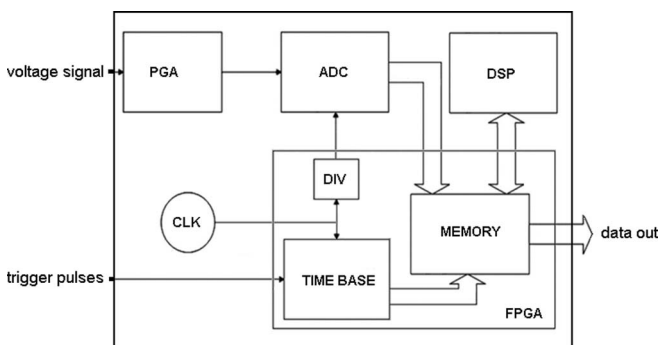 voltage signal
PGA
ADC
DSP
DIV
CLK
MEMORY
data out
trigger pulses
TIME BASE
FPGA